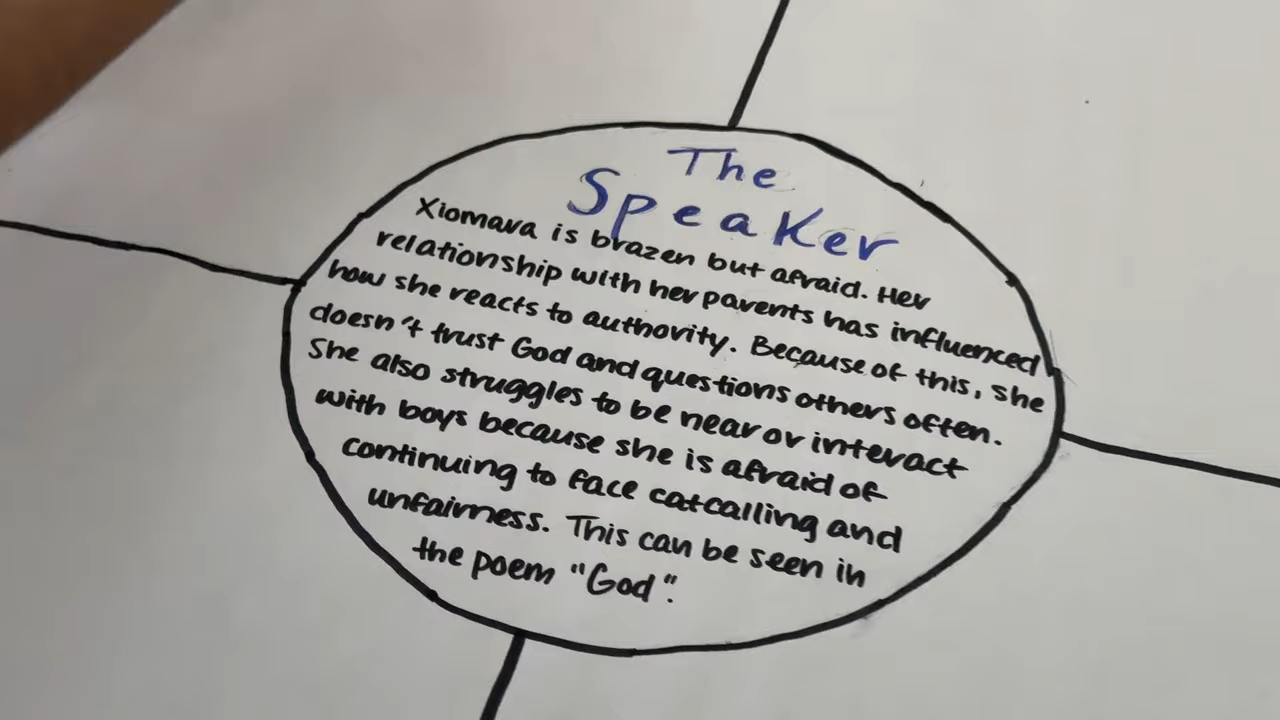 The
Speaker
Xiomara is brazen but afraid. Her
relationship with her parents has influenced
how she reacts to authority. Because of this, she
doesn't trust God and questions others often.
She also struggles to be near or interact
with boys because she is afraid of
continuing to face catcalling and
unfairness. This can be seen in
the poem "God".